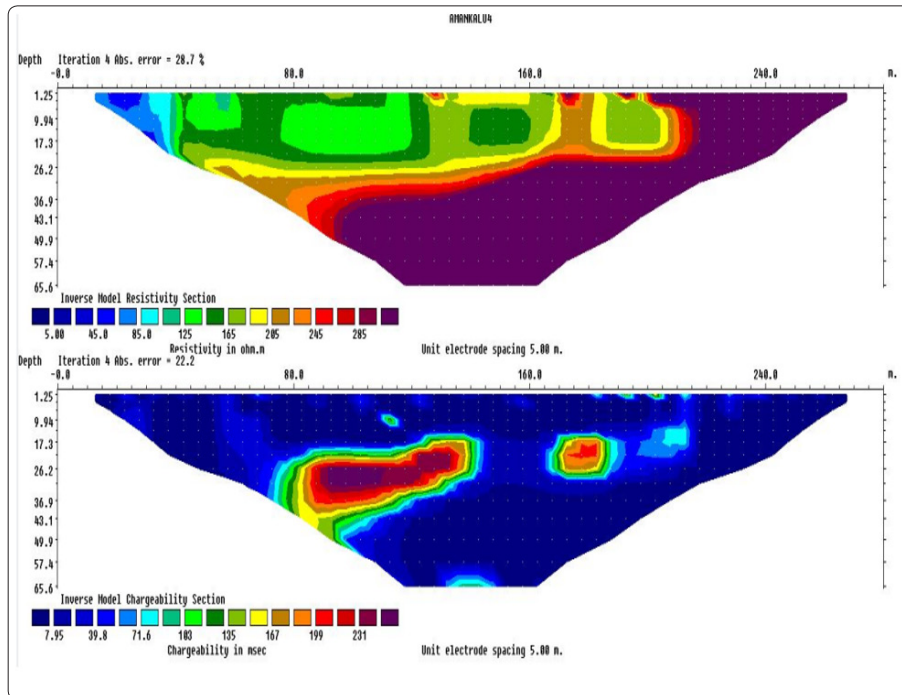 AMANKALU4
Depth Iteration 4 Abs. error = 28.7 %
-0.0 80.0 160.0 240.0 m.
1.25
9.94
17.3
26.2
36.9
43.1
49.9
57.4
65.6
Inverse Model Resistivity Section
5.00 45.0 85.0 125 165 205 245 285
Resistivity in ohm.m Unit electrode spacing 5.00 m.
Depth Iteration 4 Abs. error = 22.2
-0.0 80.0 160.0 240.0 m.
1.25
9.94
17.3
26.2
36.9
43.1
49.9
57.4
65.6
Inverse Model Chargeability Section
7.95 39.8 71.6 103 135 167 199 231
Chargeability in msec Unit electrode spacing 5.00 m.